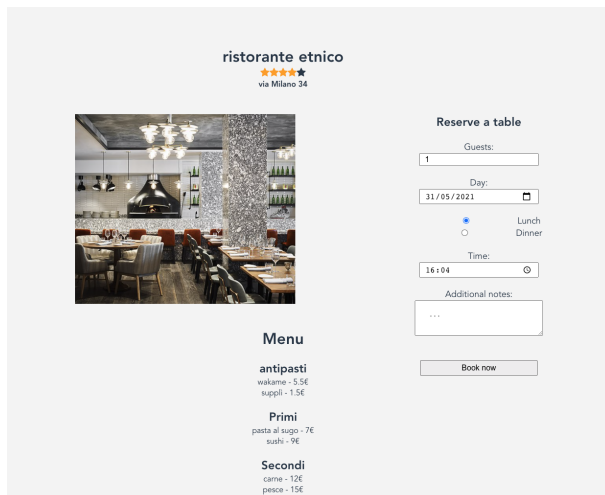 ristorante etnico
via Milano 34
Reserve a table
Guests:
1
Day:
31/05/2021
Lunch
Dinner
Time:
16:04
Additional notes:
...
Book now
Menu
antipasti
wakame - 5.5€
supplì - 1.5€
Primi
pasta al sugo - 7€
sushi - 9€
Secondi
carne - 12€
pesce - 15€